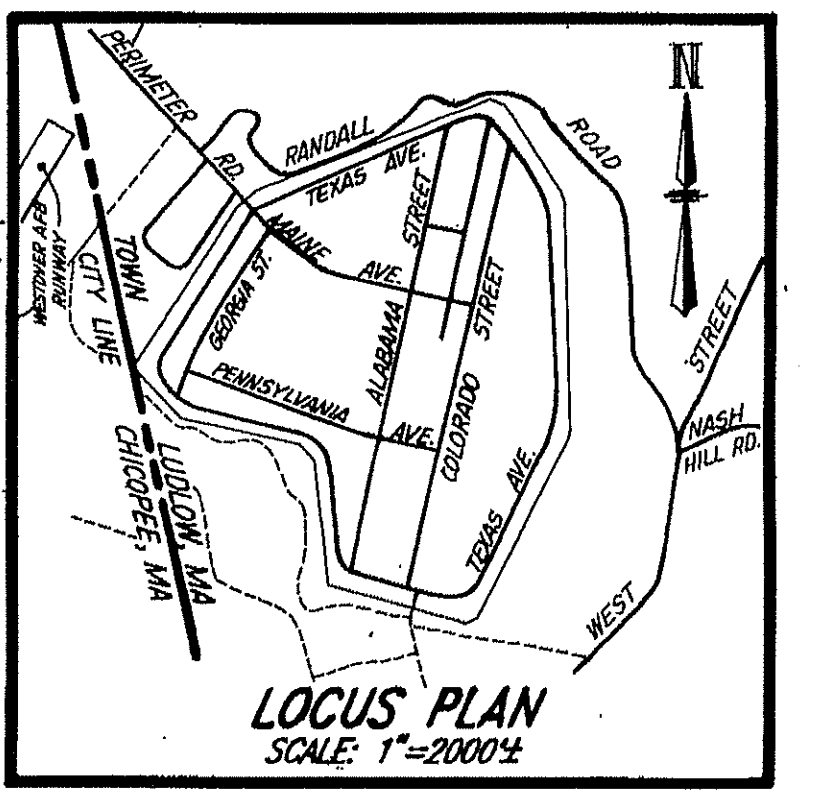 N
PERIMETER
RD.
RANDALL
ROAD
TEXAS AVE.
STREET
MAINE
AVE.
WESTOVER AFB
RUNWAY
TOWN
CITY LINE
GEORGIA ST.
ALABAMA
STREET
STREET
PENNSYLVANIA
AVE.
COLORADO
NASH
HILL RD.
TEXAS AVE.
LUDLOW, MA
CHICOPEE, MA
WEST
LOCUS PLAN
SCALE: 1"=2000'±